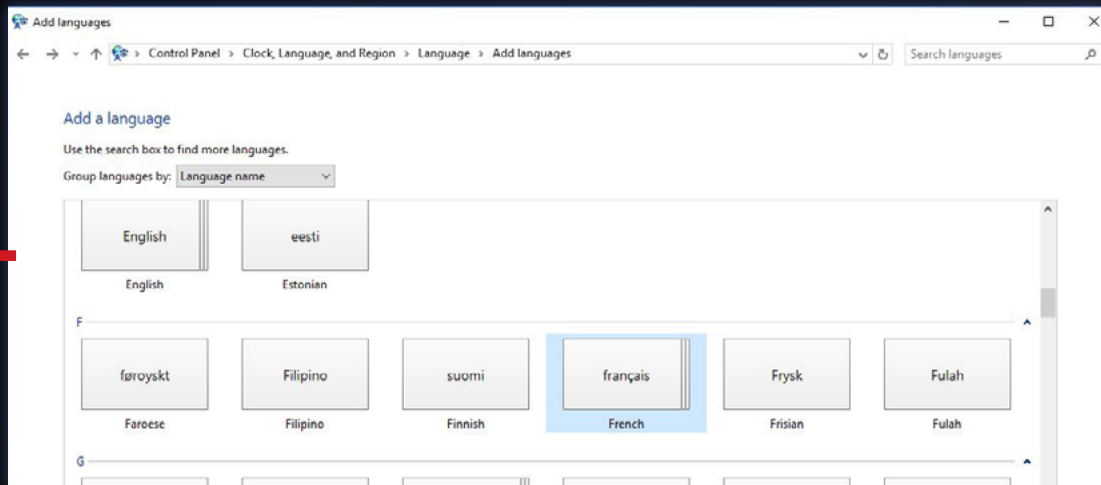 Add languages
Control Panel > Clock, Language, and Region > Language > Add languages
Search languages
Add a language
Use the search box to find more languages.
Group languages by: Language name
English eesti
English Estonian
F
føroyskt Filipino suomi français Frysk Fulah
Faroese Filipino Finnish French Frisian Fulah
G